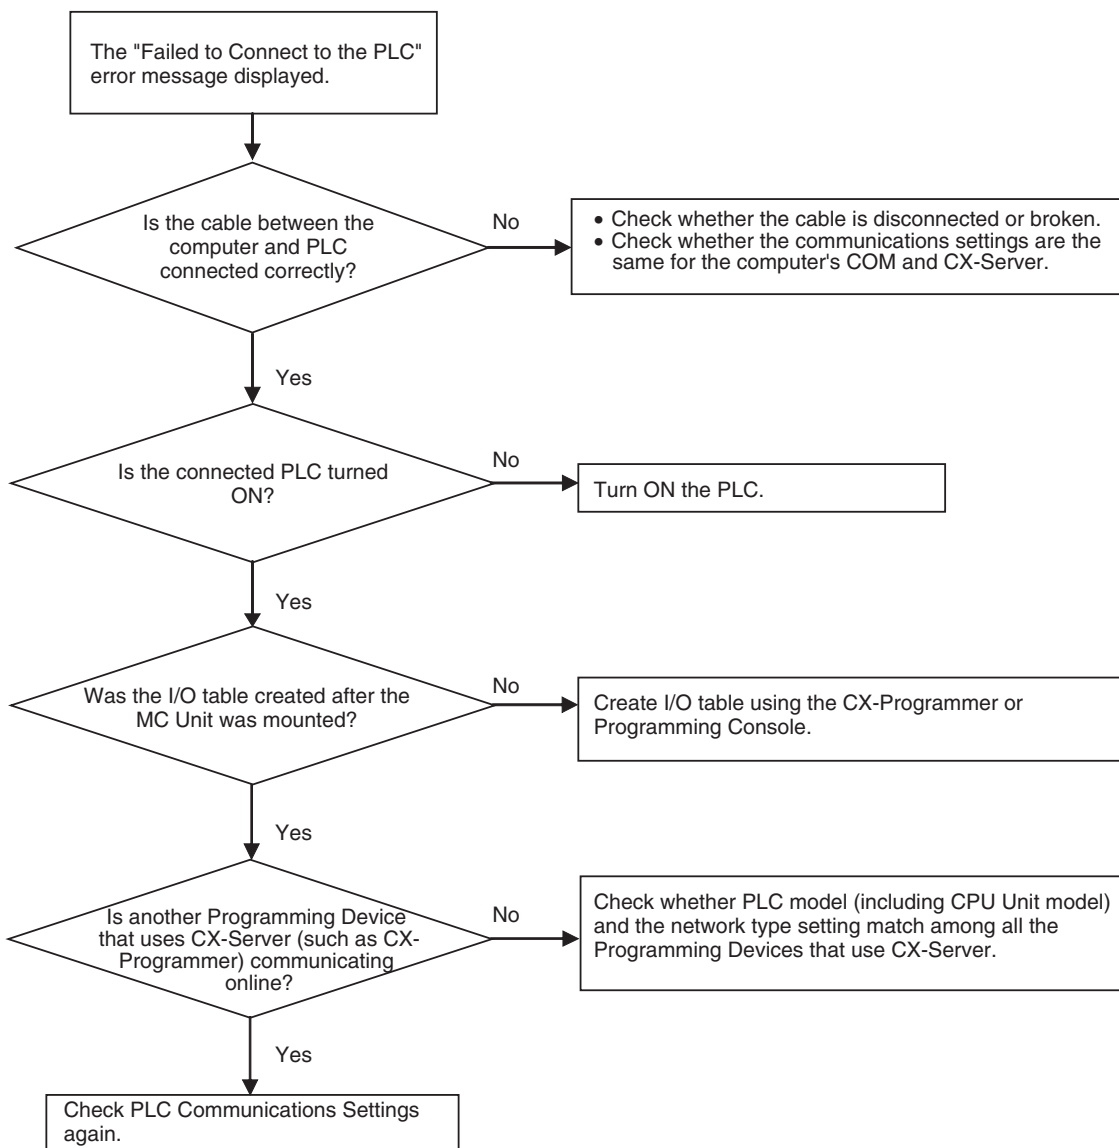 The "Failed to Connect to the PLC"
error message displayed.
Is the cable between the
computer and PLC
connected correctly?
No
• Check whether the cable is disconnected or broken.
• Check whether the communications settings are the
same for the computer's COM and CX-Server.
Yes
Is the connected PLC turned
ON?
No
Turn ON the PLC.
Yes
Was the I/O table created after the
MC Unit was mounted?
No
Create I/O table using the CX-Programmer or
Programming Console.
Yes
Is another Programming Device
that uses CX-Server (such as CX-
Programmer) communicating
online?
No
Check whether PLC model (including CPU Unit model)
and the network type setting match among all the
Programming Devices that use CX-Server.
Yes
Check PLC Communications Settings
again.